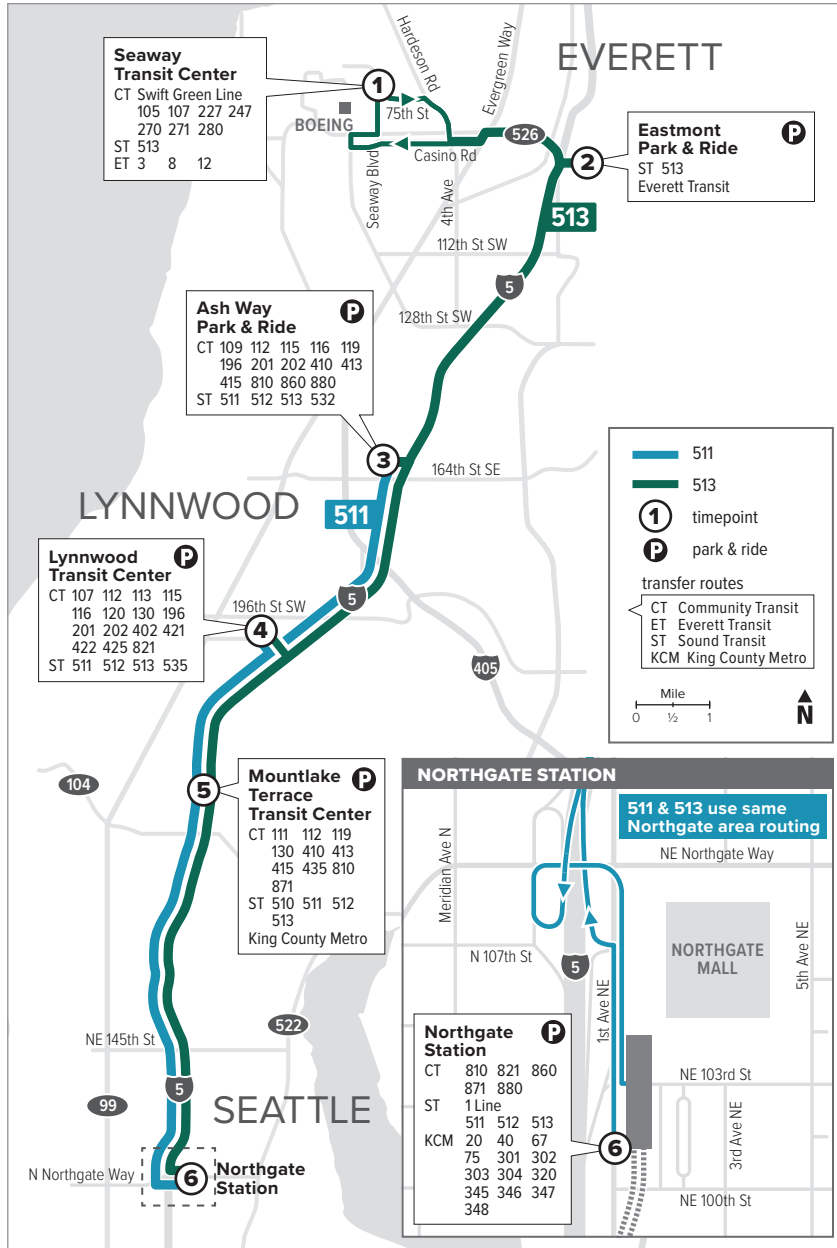 EVERETT
Seaway
Transit Center
CT Swift Green Line
105 107 227 247
270 271 280
ST 513
ET 3 8 12
1
BOEING
75th St
Hardeson Rd
Evergreen Way
526
Casino Rd
Seaway Blvd
4th Ave
2
Eastmont
Park & Ride
P
ST 513
Everett Transit
513
112th St SW
5
128th St SW
Ash Way
Park & Ride
P
CT 109 112 115 116 119
196 201 202 410 413
415 810 860 880
ST 511 512 513 532
3
164th St SE
LYNNWOOD
511
5
Lynnwood
Transit Center
P
CT 107 112 113 115
116 120 130 196
201 202 402 421
422 425 821
ST 511 512 513 535
196th St SW
4
405
511
513
1 timepoint
P park & ride
transfer routes
CT Community Transit
ET Everett Transit
ST Sound Transit
KCM King County Metro
Mile
0 ½ 1
N
104
5
Mountlake
Terrace
Transit Center
P
CT 111 112 119
130 410 413
415 435 810
871
ST 510 511 512
513
King County Metro
522
NE 145th St
99
5
SEATTLE
N Northgate Way
6
Northgate
Station
NORTHGATE STATION
511 & 513 use same
Northgate area routing
NE Northgate Way
Meridian Ave N
N 107th St
5
1st Ave NE
NORTHGATE
MALL
5th Ave NE
NE 103rd St
3rd Ave NE
NE 100th St
6
Northgate
Station
P
CT 810 821 860
871 880
ST 1 Line
511 512 513
KCM 20 40 67
75 301 302
303 304 320
345 346 347
348